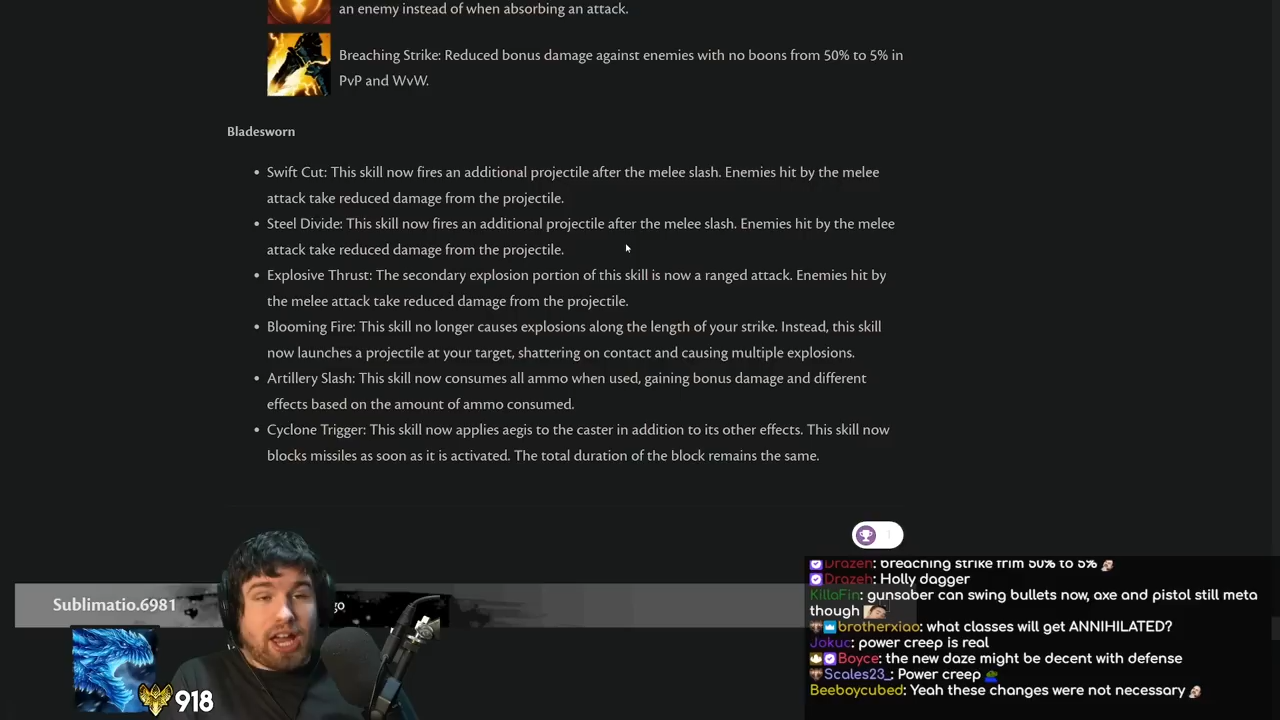 an enemy instead of when absorbing an attack.
Breaching Strike: Reduced bonus damage against enemies with no boons from 50% to 5% in
PvP and WvW.
Bladesworn
• Swift Cut: This skill now fires an additional projectile after the melee slash. Enemies hit by the melee
attack take reduced damage from the projectile.
• Steel Divide: This skill now fires an additional projectile after the melee slash. Enemies hit by the melee
attack take reduced damage from the projectile.
• Explosive Thrust: The secondary explosion portion of this skill is now a ranged attack. Enemies hit by
the melee attack take reduced damage from the projectile.
• Blooming Fire: This skill no longer causes explosions along the length of your strike. Instead, this skill
now launches a projectile at your target, shattering on contact and causing multiple explosions.
• Artillery Slash: This skill now consumes all ammo when used, gaining bonus damage and different
effects based on the amount of ammo consumed.
• Cyclone Trigger: This skill now applies aegis to the caster in addition to its other effects. This skill now
blocks missiles as soon as it is activated. The total duration of the block remains the same.
1
Sublimatio.6981
go
918
Drazeh: breaching strike frim 50% to 5%
Drazeh: Holly dagger
KillaFin: gunsaber can swing bullets now, axe and pistol still meta
though
brotherxiao: what classes will get ANNIHILATED?
Jokuc: power creep is real
Boyce: the new daze might be decent with defense
Scales23_: Power creep
Beeboycubed: Yeah these changes were not necessary